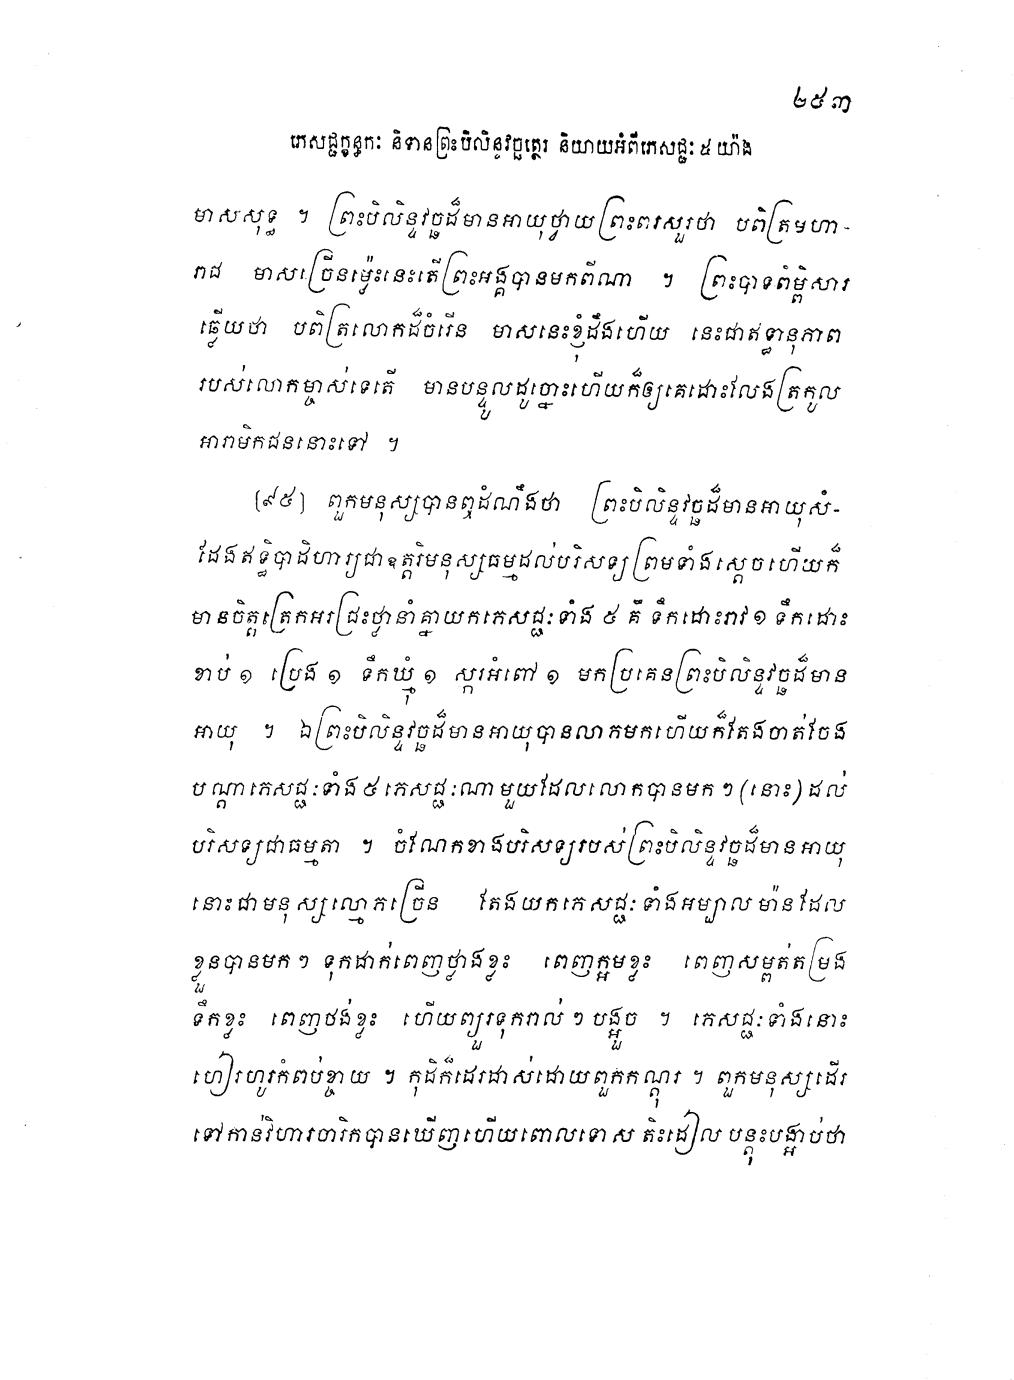 ២៥៣
ភេសជ្ជក្ខន្ធកៈ និទានព្រះបិលិន្ទវច្ឆត្ថេរ និយាយអំពីភេសជ្ជៈ ៥ យ៉ាង
មាសសុទ្ធ ។ ព្រះបិលិន្ទវច្ឆដ៏មានអាយុថ្វាយព្រះពរសួរថា បពិត្រមហា-
រាជ មាសច្រើនម៉្លេះនេះតើព្រះអង្គបានមកពីណា ។ ព្រះបាទពិម្ពិសារ
ឆ្លើយថា បពិត្រលោកដ៏ចំរើន មាសនេះខ្ញុំដឹងហើយ នេះជាឥទ្ធានុភាព
របស់លោកម្ចាស់ទេតើ មានបន្ទូលដូច្នោះហើយក៏ឲ្យគេដោះលែងត្រកូល
អារាមិកជននោះទៅ ។
[៩៥] ពួកមនុស្សបានឮដំណឹងថា ព្រះបិលិន្ទវច្ឆដ៏មានអាយុសំ-
ដែងឥទ្ធិបាដិហារ្យជាឧត្តរិមនុស្សធម្មដល់បរិសទ្យព្រមទាំងស្តេចហើយក៏
មានចិត្តត្រេកអរជ្រះថ្លានាំគ្នាយកភេសជ្ជៈទាំង ៥ គឺ ទឹកដោះរាវ ១ ទឹកដោះ
ខាប់ ១ ប្រេង ១ ទឹកឃ្មុំ ១ ស្ករអំពៅ ១ មកប្រគេនព្រះបិលិន្ទវច្ឆដ៏មាន
អាយុ ។ ឯព្រះបិលិន្ទវច្ឆដ៏មានអាយុបានលាភមកហើយក៏តែងចាត់ចែង
បណ្តាភេសជ្ជៈទាំង ៥ ភេសជ្ជៈណាមួយដែលលោកបានមកៗ (នោះ) ដល់
បរិសទ្យជាធម្មតា ។ ចំណែកខាងបរិសទ្យរបស់ព្រះបិលិន្ទវច្ឆដ៏មានអាយុ
នោះជាមនុស្សល្មោភច្រើន តែងយកភេសជ្ជៈទាំងអម្បាលម៉ានដែល
ខ្លួនបានមកៗ ទុកដាក់ពេញថ្លាងខ្លះ ពេញក្អមខ្លះ ពេញសម្ពត់តម្រង
ទឹកខ្លះ ពេញថង់ខ្លះ ហើយព្យួរទុករាល់ៗបង្អួច ។ ភេសជ្ជៈទាំងនោះ
ហៀរហូរកំពប់ខ្ចាយ ។ កុដិក៏ដេរដាស់ដោយពួកកណ្តុរ ។ ពួកមនុស្សដើរ
ទៅកាន់វិហារចារិកបានឃើញហើយពោលទោស តិះដៀល បន្តុះបង្អាប់ថា